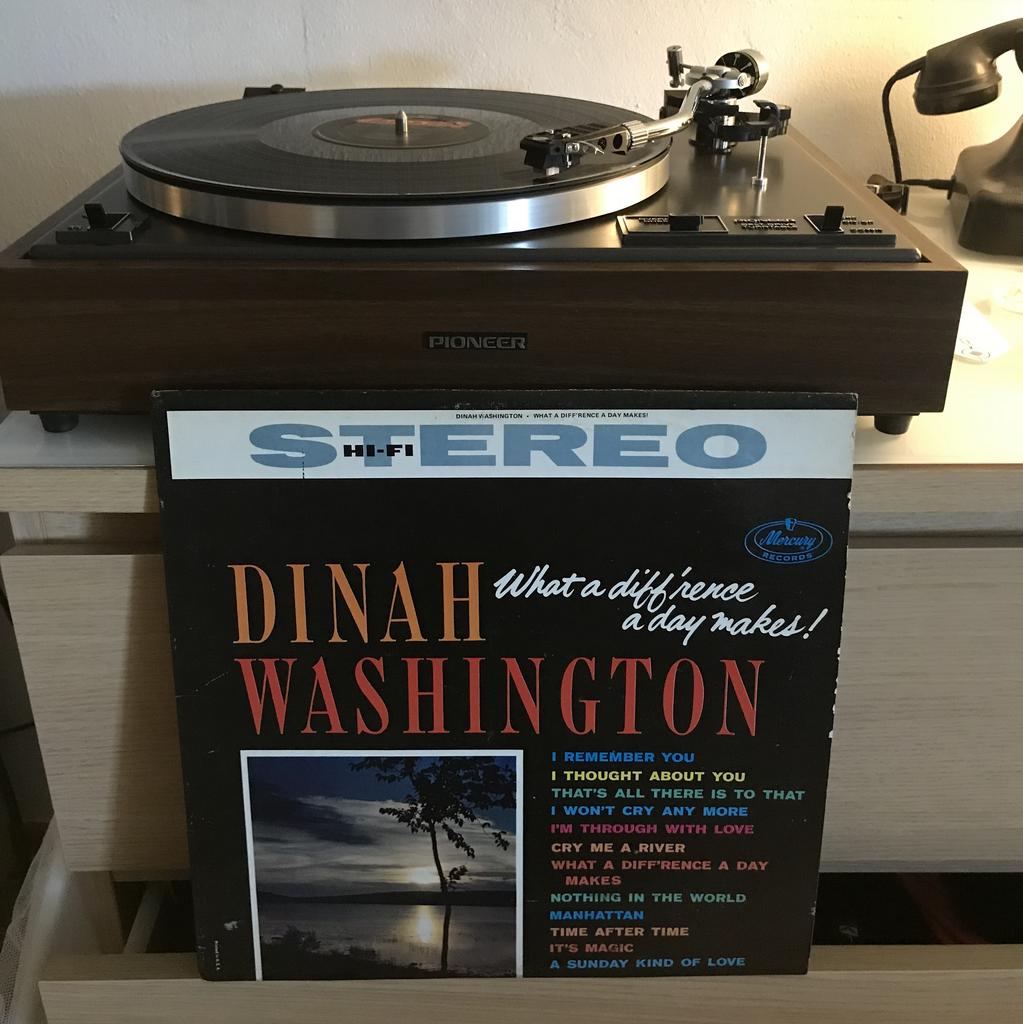 PIONEER
PIONEER
DINAH WASHINGTON • WHAT A DIFF'RENCE A DAY MAKES!
STEREO
HI-FI
Mercury
RECORDS
DINAH
What a diff'rence
a day makes!
WASHINGTON
I REMEMBER YOU
I THOUGHT ABOUT YOU
THAT'S ALL THERE IS TO THAT
I WON'T CRY ANY MORE
I'M THROUGH WITH LOVE
CRY ME A RIVER
WHAT A DIFF'RENCE A DAY
MAKES
NOTHING IN THE WORLD
MANHATTAN
TIME AFTER TIME
IT'S MAGIC
A SUNDAY KIND OF LOVE